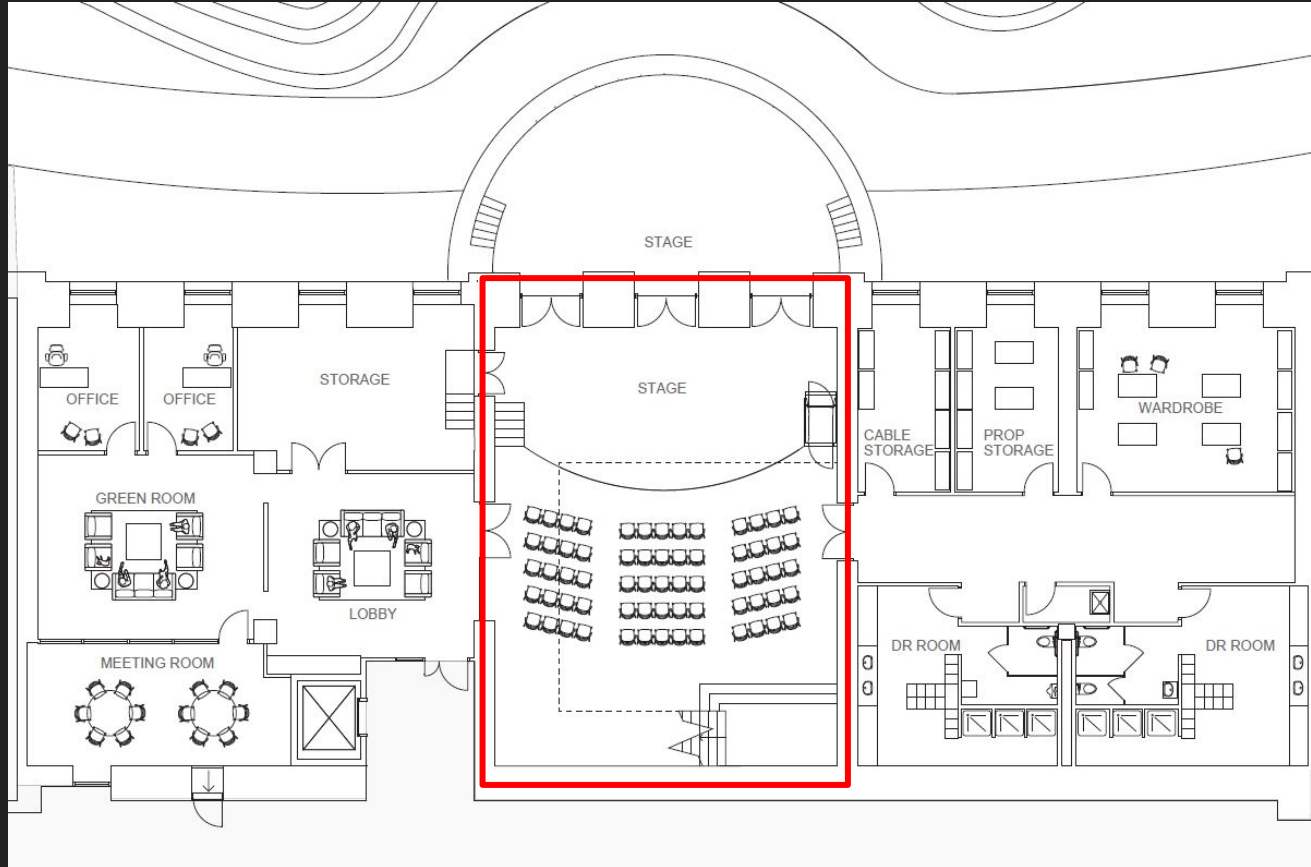 STAGE
STORAGE
STAGE
OFFICE
OFFICE
WARDROBE
CABLE
STORAGE
PROP
STORAGE
GREEN ROOM
LOBBY
DR ROOM
DR ROOM
MEETING ROOM